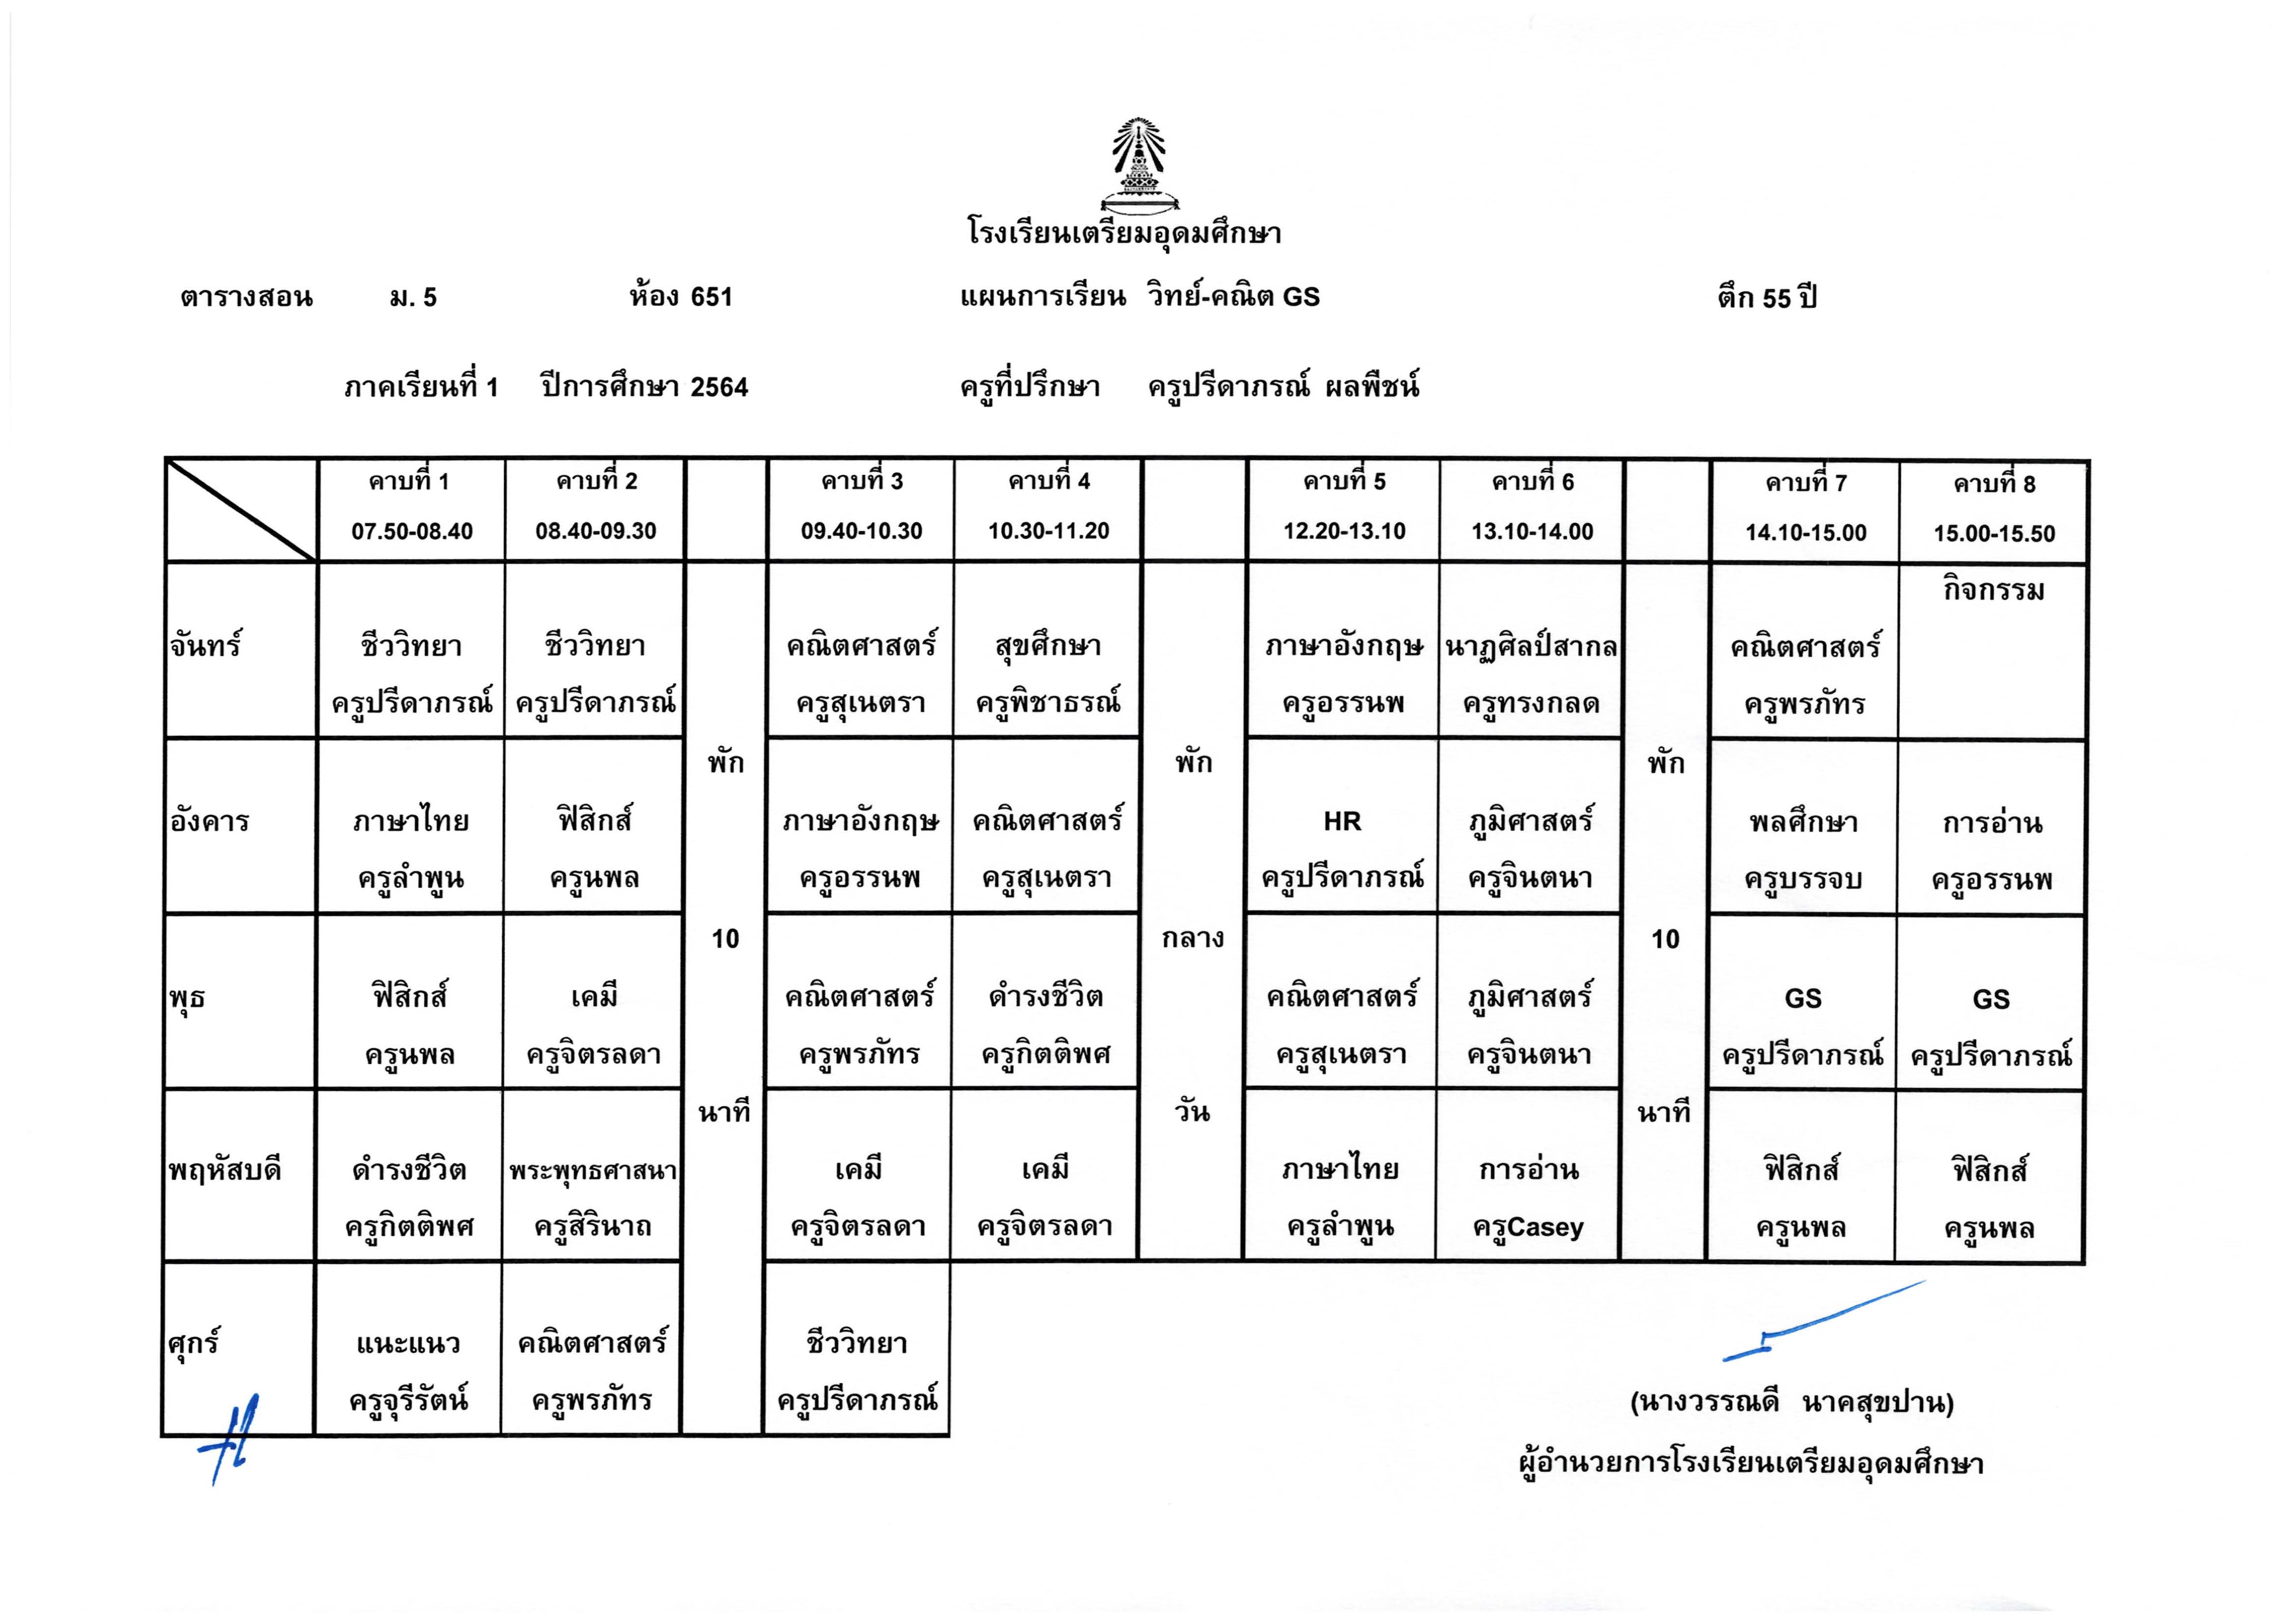 โรงเรียนเตรียมอุดมศึกษา
ตารางสอน ม. 5 ห้อง 651 แผนการเรียน วิทย์-คณิต GS ตึก 55 ปี
ภาคเรียนที่ 1 ปีการศึกษา 2564 ครูที่ปรึกษา ครูปรีดาภรณ์ ผลพืชน์
คาบที่ 1 คาบที่ 2 คาบที่ 3 คาบที่ 4 คาบที่ 5 คาบที่ 6 คาบที่ 7 คาบที่ 8
07.50-08.40 08.40-09.30 09.40-10.30 10.30-11.20 12.20-13.10 13.10-14.00 14.10-15.00 15.00-15.50
กิจกรรม
จันทร์ ชีววิทยา ชีววิทยา คณิตศาสตร์ สุขศึกษา ภาษาอังกฤษ นาฏศิลป์สากล คณิตศาสตร์
ครูปรีดาภรณ์ ครูปรีดาภรณ์ ครูสุเนตรา ครูพิชาธรณ์ ครูอรรนพ ครูทรงกลด ครูพรภัทร
พัก พัก พัก
อังคาร ภาษาไทย ฟิสิกส์ ภาษาอังกฤษ คณิตศาสตร์ HR ภูมิศาสตร์ พลศึกษา การอ่าน
ครูลำพูน ครูนพล ครูอรรนพ ครูสุเนตรา ครูปรีดาภรณ์ ครูจินตนา ครูบรรจบ ครูอรรนพ
10 กลาง 10
พุธ ฟิสิกส์ เคมี คณิตศาสตร์ ดำรงชีวิต คณิตศาสตร์ ภูมิศาสตร์ GS GS
ครูนพล ครูจิตรลดา ครูพรภัทร ครูกิตติพศ ครูสุเนตรา ครูจินตนา ครูปรีดาภรณ์ ครูปรีดาภรณ์
นาที วัน นาที
พฤหัสบดี ดำรงชีวิต พระพุทธศาสนา เคมี เคมี ภาษาไทย การอ่าน ฟิสิกส์ ฟิสิกส์
ครูกิตติพศ ครูสิรินาถ ครูจิตรลดา ครูจิตรลดา ครูลำพูน ครูCasey ครูนพล ครูนพล
ศุกร์ แนะแนว คณิตศาสตร์ ชีววิทยา
ครูจุรีรัตน์ ครูพรภัทร ครูปรีดาภรณ์
(นางวรรณดี นาคสุขปาน)
ผู้อำนวยการโรงเรียนเตรียมอุดมศึกษา